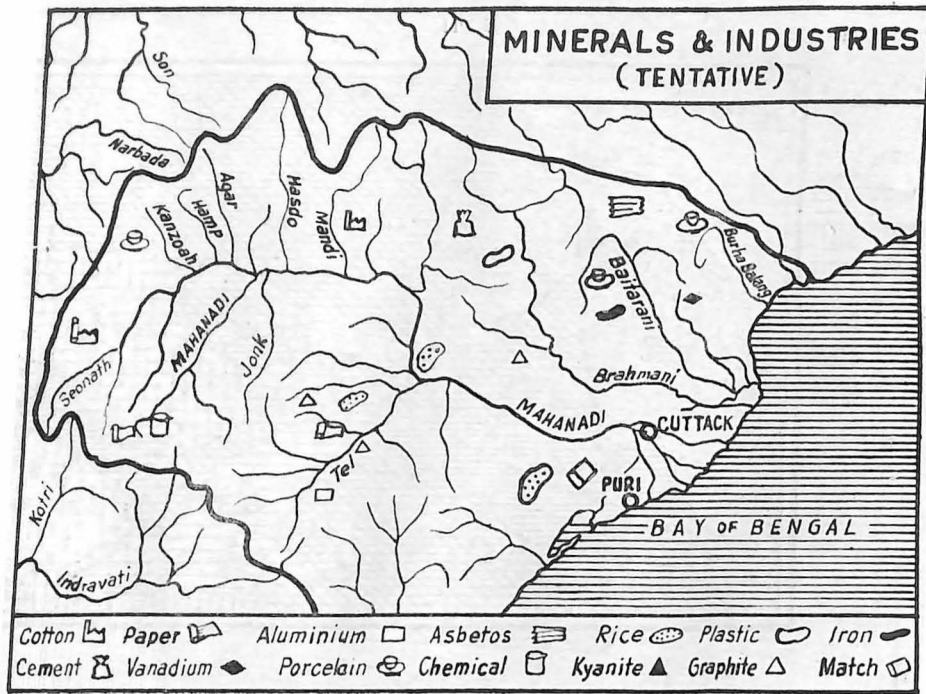 MINERALS & INDUSTRIES
(TENTATIVE)
Son
Narbada
Kanzoah
Hamp
Agar
Hasdo
Mandi
Burha Balang
Baitarani
MAHANADI
Jonk
Seonath
Brahmani
MAHANADI
CUTTACK
Tel
PURI
Kotri
BAY OF BENGAL
Indravati
Cotton Paper Aluminium Asbetos Rice Plastic Iron
Cement Vanadium Porcelain Chemical Kyanite Graphite Match